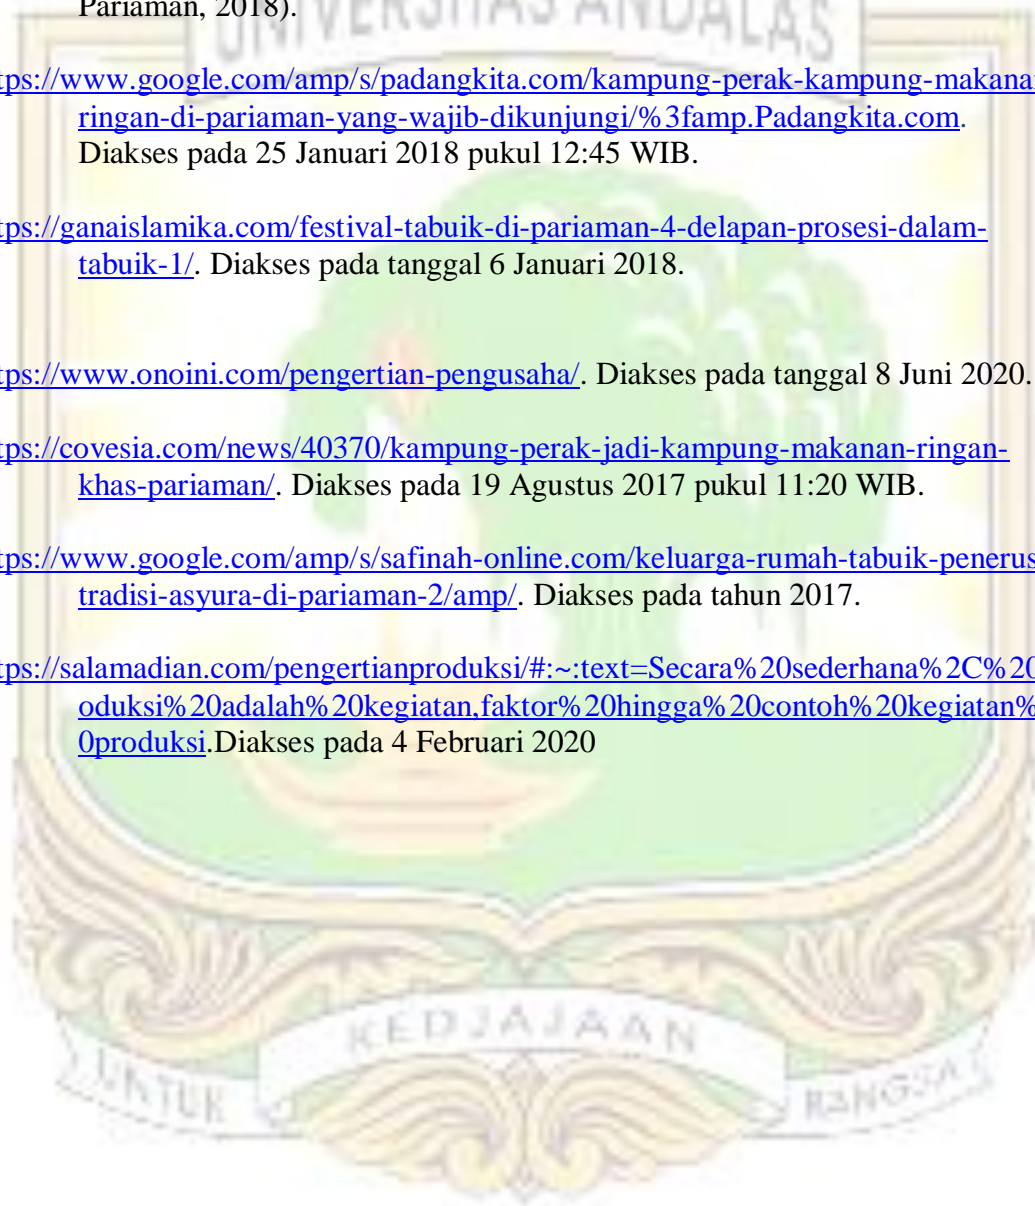 Pariaman, 2018).
UNIVERSITAS ANDALAS
tps://www.google.com/amp/s/padangkita.com/kampung-perak-kampung-makanan
ringan-di-pariaman-yang-wajib-dikunjungi/%3famp.Padangkita.com.
Diakses pada 25 Januari 2018 pukul 12:45 WIB.
tps://ganaislamika.com/festival-tabuik-di-pariaman-4-delapan-prosesi-dalam-
tabuik-1/. Diakses pada tanggal 6 Januari 2018.
tps://www.onoini.com/pengertian-pengusaha/. Diakses pada tanggal 8 Juni 2020.
tps://covesia.com/news/40370/kampung-perak-jadi-kampung-makanan-ringan-
khas-pariaman/. Diakses pada 19 Agustus 2017 pukul 11:20 WIB.
tps://www.google.com/amp/s/safinah-online.com/keluarga-rumah-tabuik-penerus
tradisi-asyura-di-pariaman-2/amp/. Diakses pada tahun 2017.
tps://salamadian.com/pengertianproduksi/#:~:text=Secara%20sederhana%2C%20
oduksi%20adalah%20kegiatan,faktor%20hingga%20contoh%20kegiatan%
0produksi.Diakses pada 4 Februari 2020
UNTUK KEDJAJAAN BANGSA